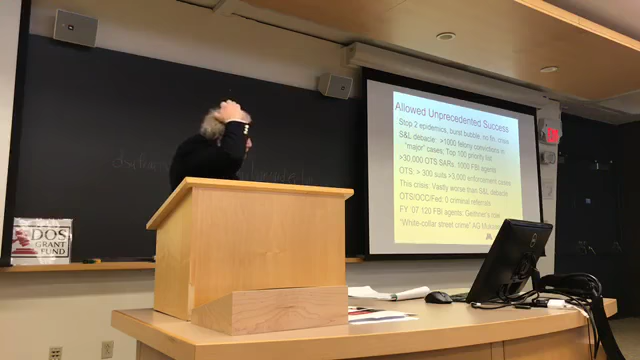 Allowed Unprecedented Success
Stop 2 epidemics, burst bubble, no fin. crisis
S&L debacle: >1000 felony convictions in
"major" cases: Top 100 priority list
>30,000 OTS SARs: 1000 FBI agents
OTS: > 300 suits >3,000 enforcement
This crisis: Vastly worse than S&L debacle
OTS/OCC/Fed: 0 criminal referrals
FY '07 120 FBI agents:
"White-collar street crime" AG
DOS
GRANT
FUND
EXIT